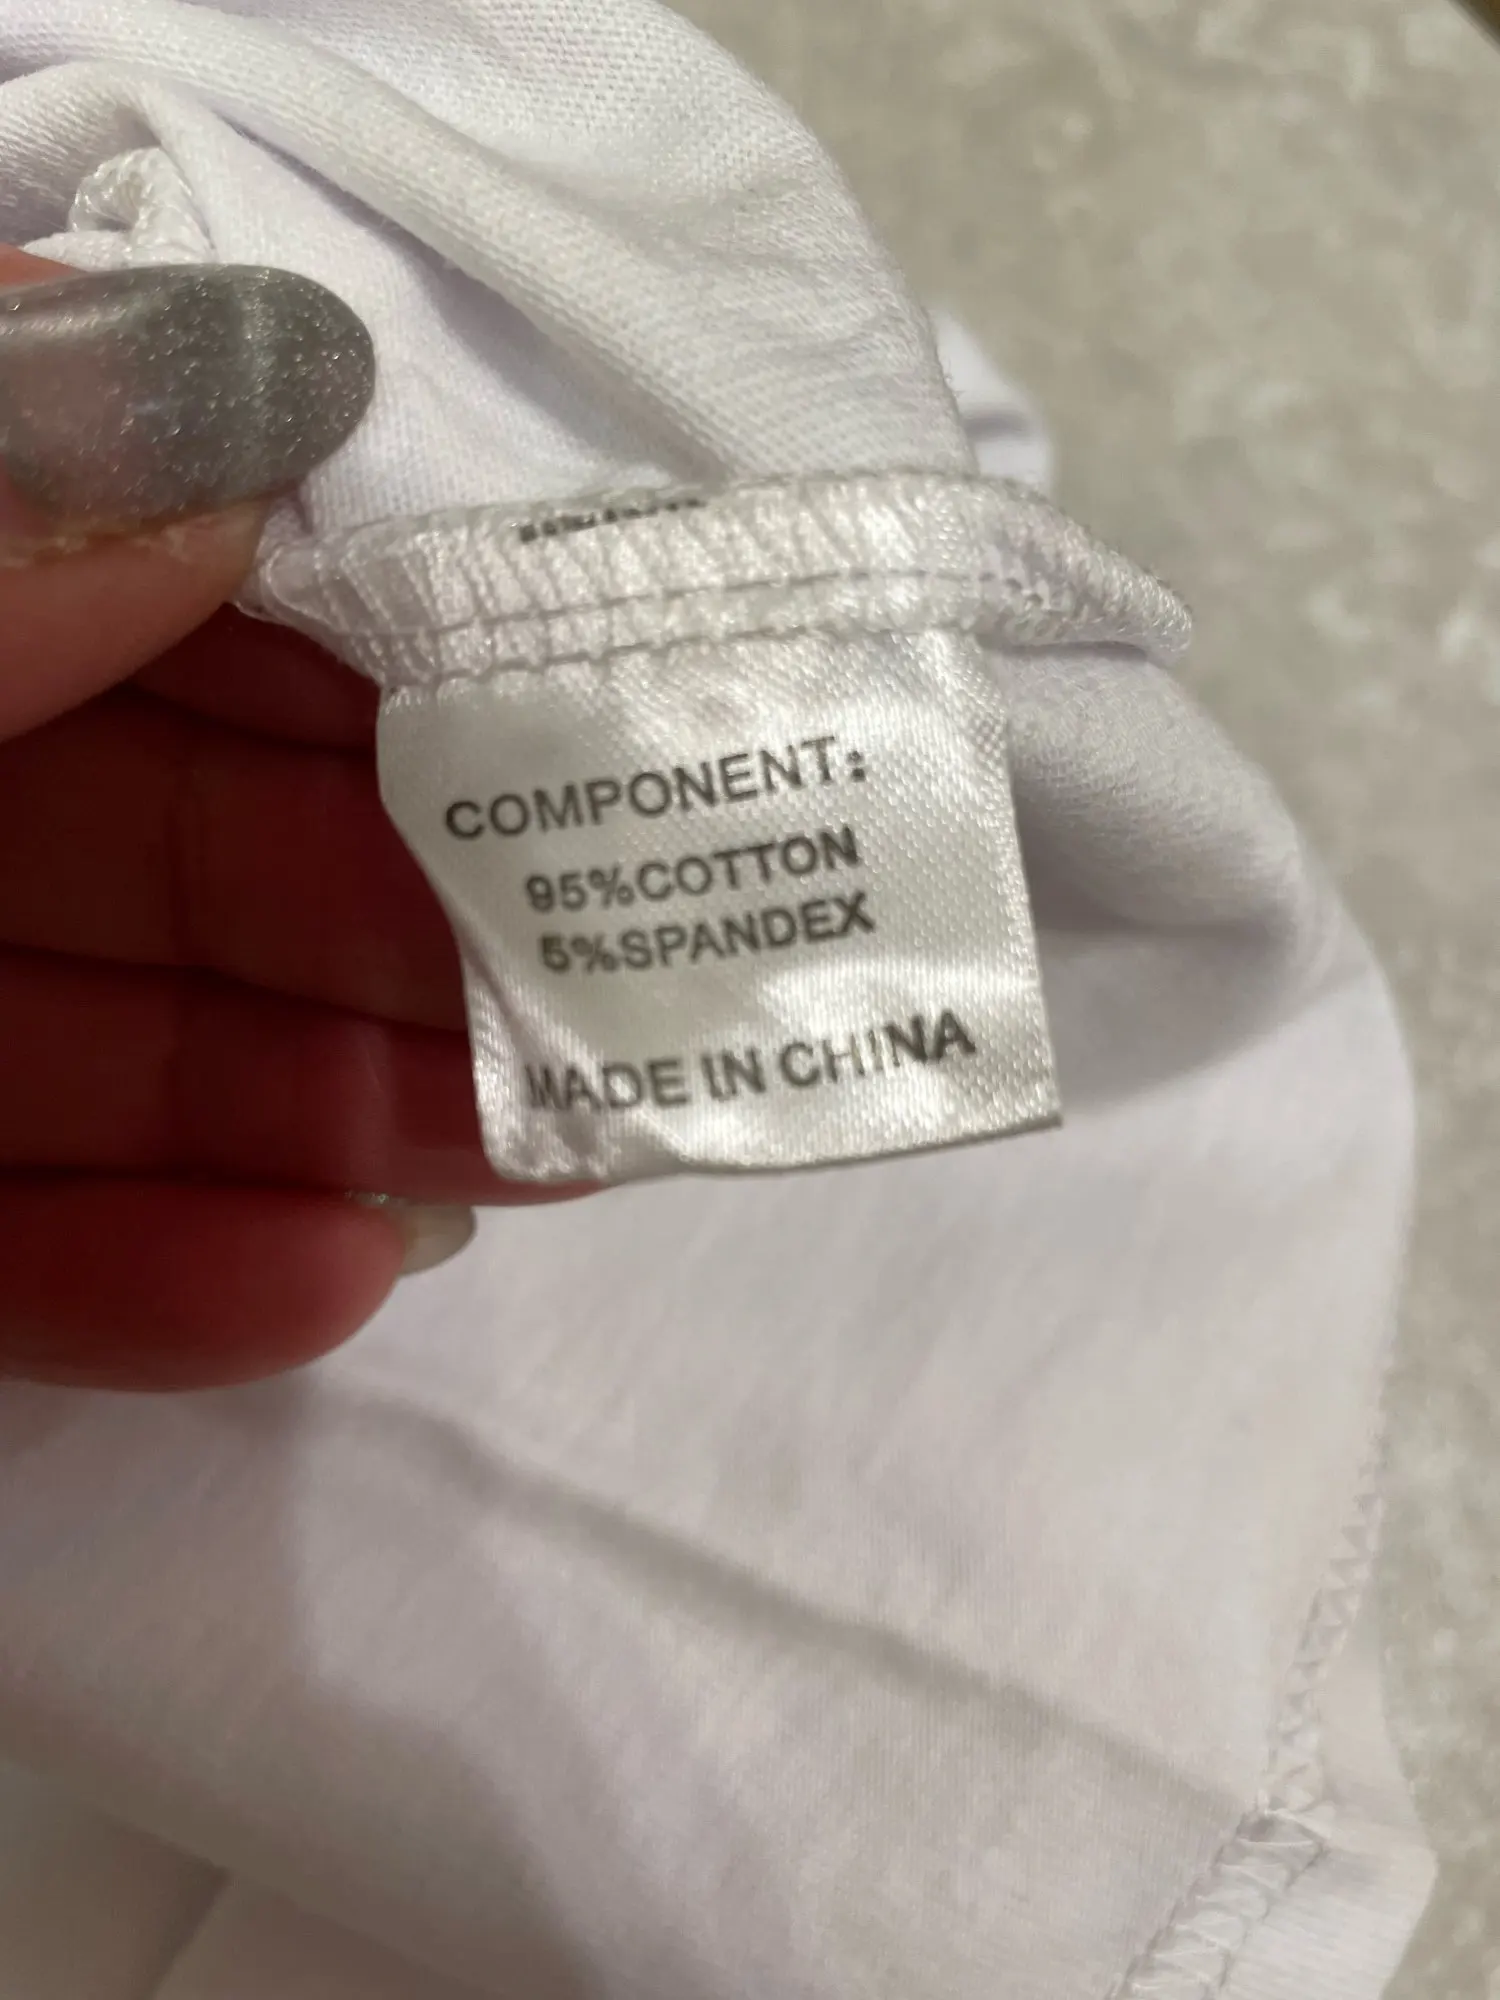 COMPONENT:
95%COTTON
5%SPANDEX
MADE IN CHINA